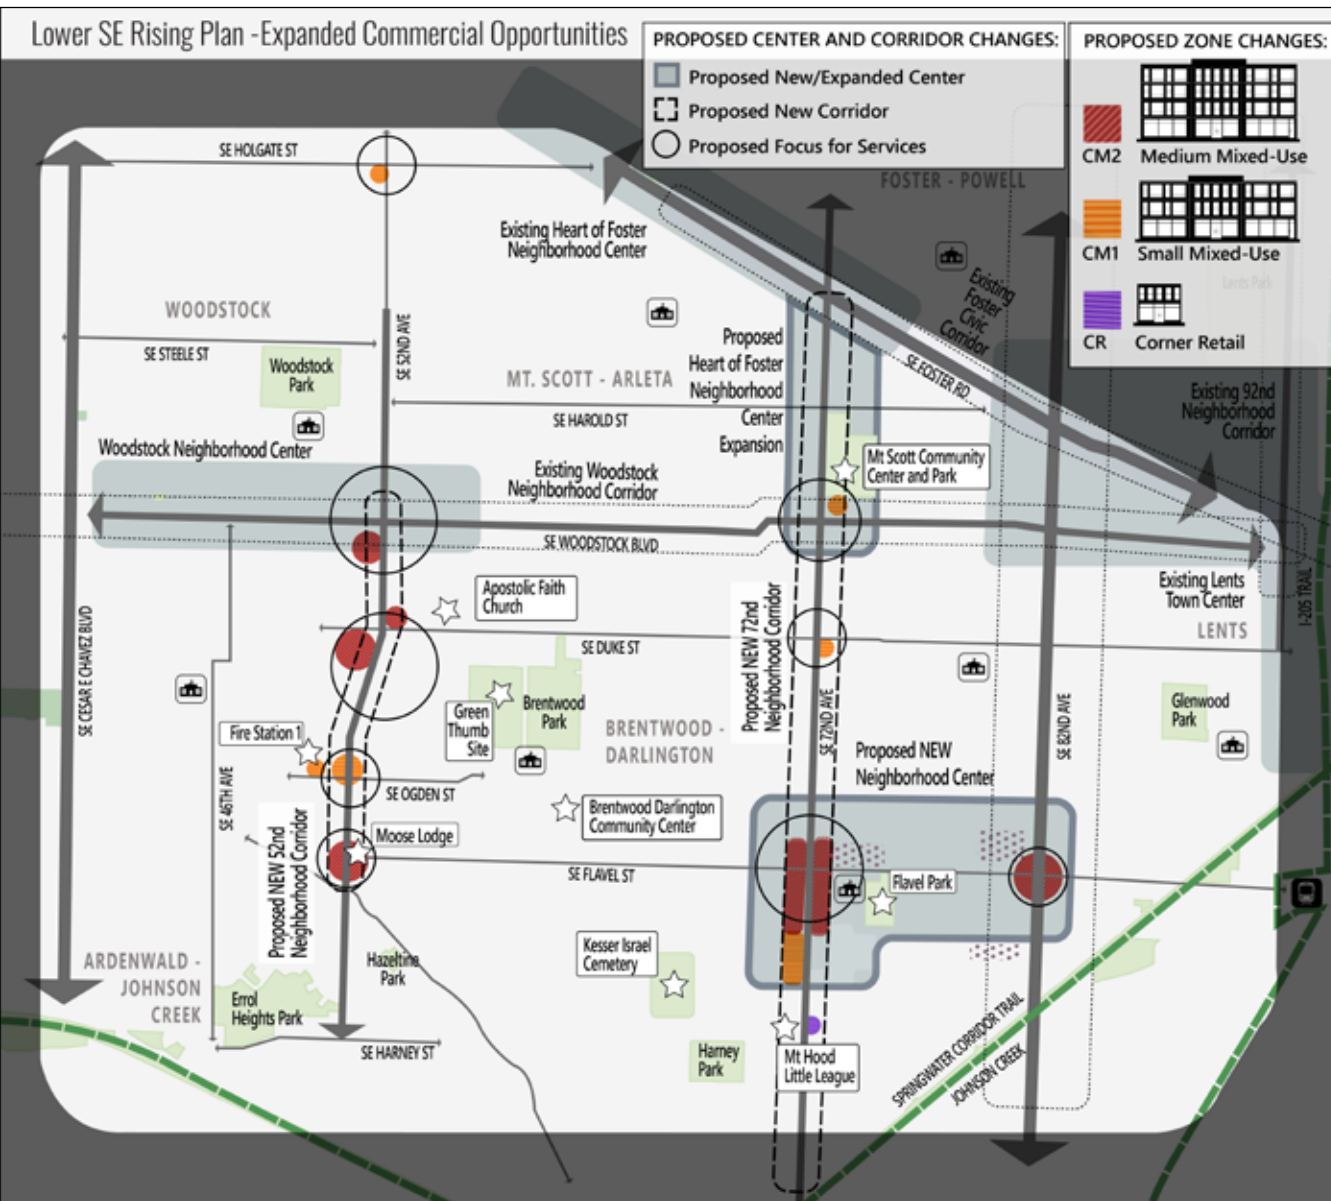 Lower SE Rising Plan -Expanded Commercial Opportunities
PROPOSED CENTER AND CORRIDOR CHANGES:
Proposed New/Expanded Center
Proposed New Corridor
Proposed Focus for Services
PROPOSED ZONE CHANGES:
CM2
Medium Mixed-Use
CM1
Small Mixed-Use
CR
Corner Retail
Lents Park
SE HOLGATE ST
FOSTER - POWELL
Existing Heart of Foster
Neighborhood Center
Existing
Foster
Civic
Corridor
WOODSTOCK
SE STEELE ST
SE 52ND AVE
Woodstock
Park
Proposed
Heart of Foster
Neighborhood
Center
Expansion
MT. SCOTT - ARLETA
SE FOSTER RD
SE HAROLD ST
Existing 92nd
Neighborhood
Corridor
Woodstock Neighborhood Center
Existing Woodstock
Neighborhood Corridor
Mt Scott Community
Center and Park
SE WOODSTOCK BLVD
Apostolic Faith
Church
Existing Lents
Town Center
LENTS
I-205 TRAIL
SE CESAR E CHAVEZ BLVD
SE DUKE ST
Proposed NEW 72nd
Neighborhood Corridor
SE 72ND AVE
SE 82ND AVE
Green
Thumb
Site
Brentwood
Park
Glenwood
Park
Fire Station 1
BRENTWOOD -
DARLINGTON
Proposed NEW
Neighborhood Center
SE 46TH AVE
SE OGDEN ST
Brentwood Darlington
Community Center
Moose Lodge
Proposed NEW 52nd
Neighborhood Corridor
SE FLAVEL ST
Flavel Park
ARDENWALD -
JOHNSON
CREEK
Hazeltine
Park
Kesser Israel
Cemetery
Errol
Heights Park
SE HARNEY ST
Harney
Park
Mt Hood
Little League
SPRINGWATER CORRIDOR TRAIL
JOHNSON CREEK